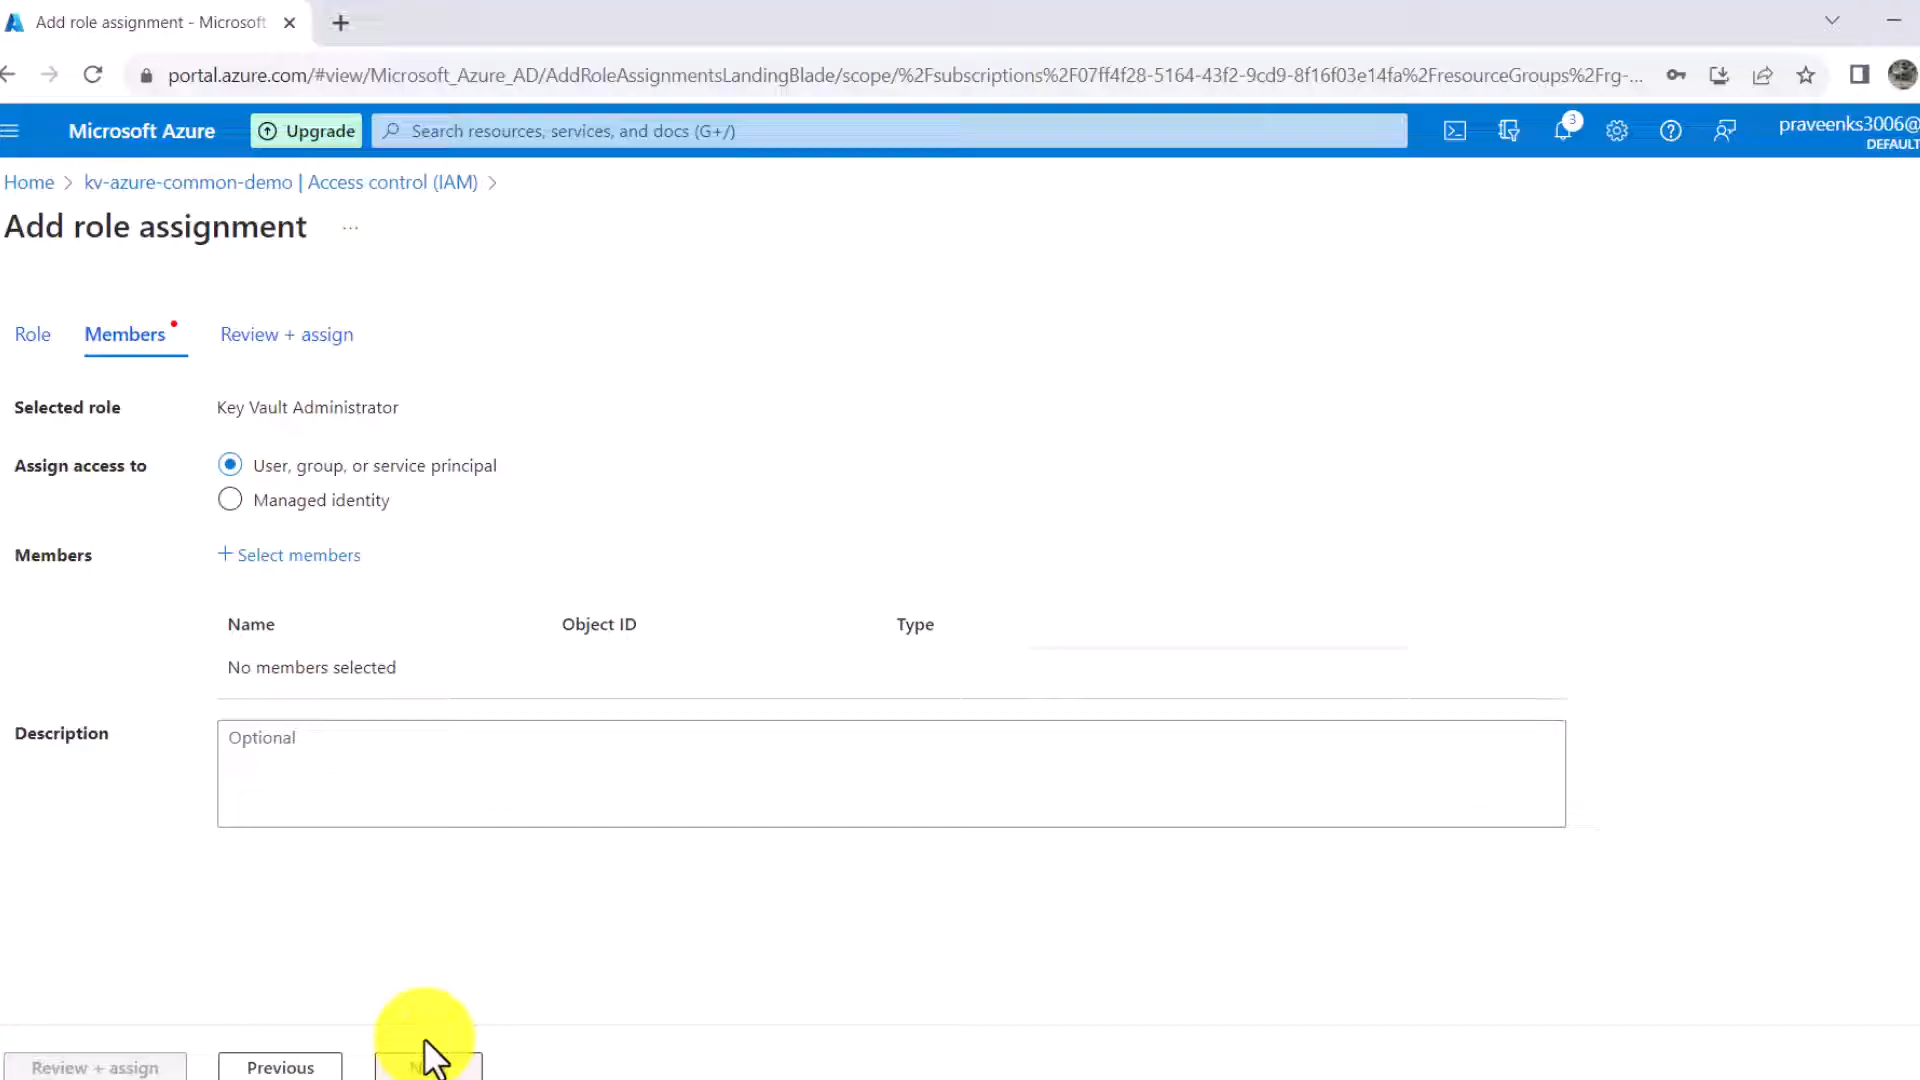 Add role assignment - Microsoft
portal.azure.com/#view/Microsoft_Azure_AD/AddRoleAssignmentsLandingBlade/scope/%2Fsubscriptions%2F07ff4f28-5164-43f2-9cd9-8f16f03e14fa%2FresourceGroups%2Frg-...
Microsoft Azure
Upgrade
Search resources, services, and docs (G+/)
3
praveenks3006@
DEFAULT
Home > kv-azure-common-demo | Access control (IAM) >
Add role assignment ...
Role Members Review + assign
Selected role Key Vault Administrator
Assign access to User, group, or service principal
Managed identity
Members + Select members
Name Object ID Type
No members selected
Description Optional
Review + assign Previous